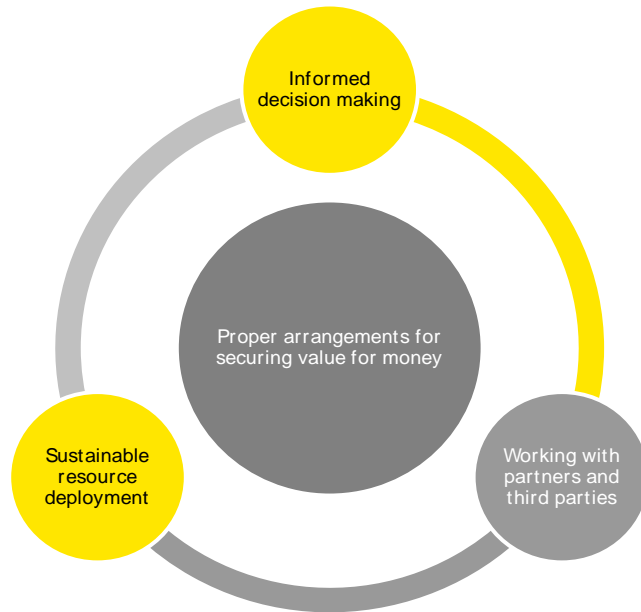 Informed
decision making
Proper arrangements for
securing value for money
Sustainable
resource
deployment
Working with
partners and
third parties